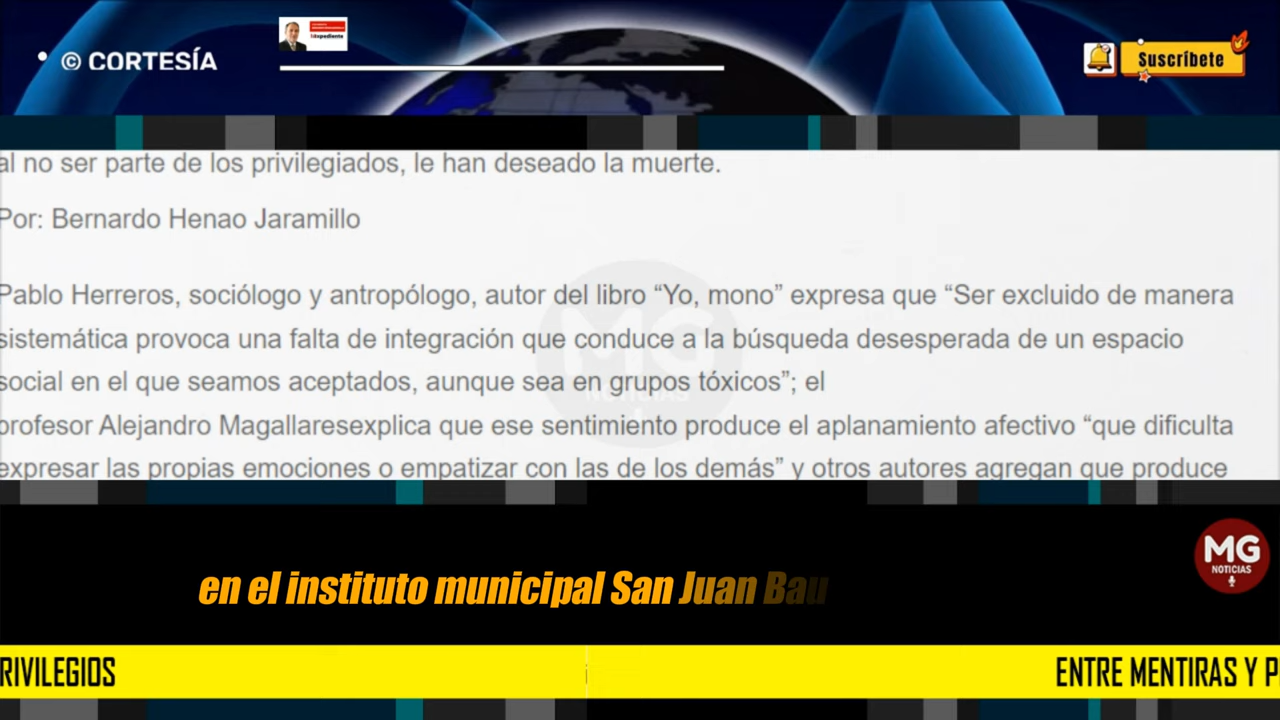 © CORTESÍA
Suscríbete
al no ser parte de los privilegiados, le han deseado la muerte.
Por: Bernardo Henao Jaramillo
Pablo Herreros, sociólogo y antropólogo, autor del libro “Yo, mono” expresa que “Ser excluido de manera
sistemática provoca una falta de integración que conduce a la búsqueda desesperada de un espacio
social en el que seamos aceptados, aunque sea en grupos tóxicos”; el
profesor Alejandro Magallaresexplica que ese sentimiento produce el aplanamiento afectivo “que dificulta
expresar las propias emociones o empatizar con las de los demás” y otros autores agregan que produce
MG
NOTICIAS
en el instituto municipal San Juan Bau
MG
NOTICIAS
RIVILEGIOS
ENTRE MENTIRAS Y P